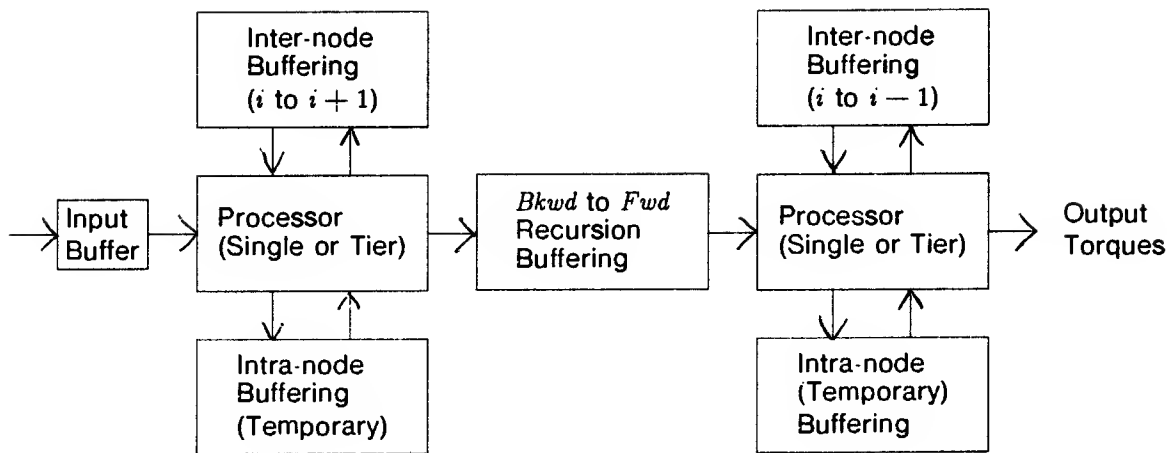 Inter-node
Buffering
(i to i + 1)
Inter-node
Buffering
(i to i − 1)
Input
Buffer
Processor
(Single or Tier)
Bkwd to Fwd
Recursion
Buffering
Processor
(Single or Tier)
Output
Torques
Intra-node
Buffering
(Temporary)
Intra-node
(Temporary)
Buffering